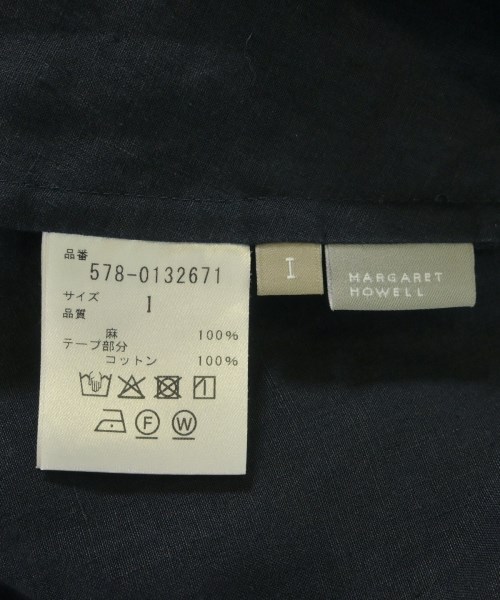 品番
578-0132671
サイズ I
品質
麻 100%
テープ部分
コットン 100%
F W
I
MARGARET
HOWELL